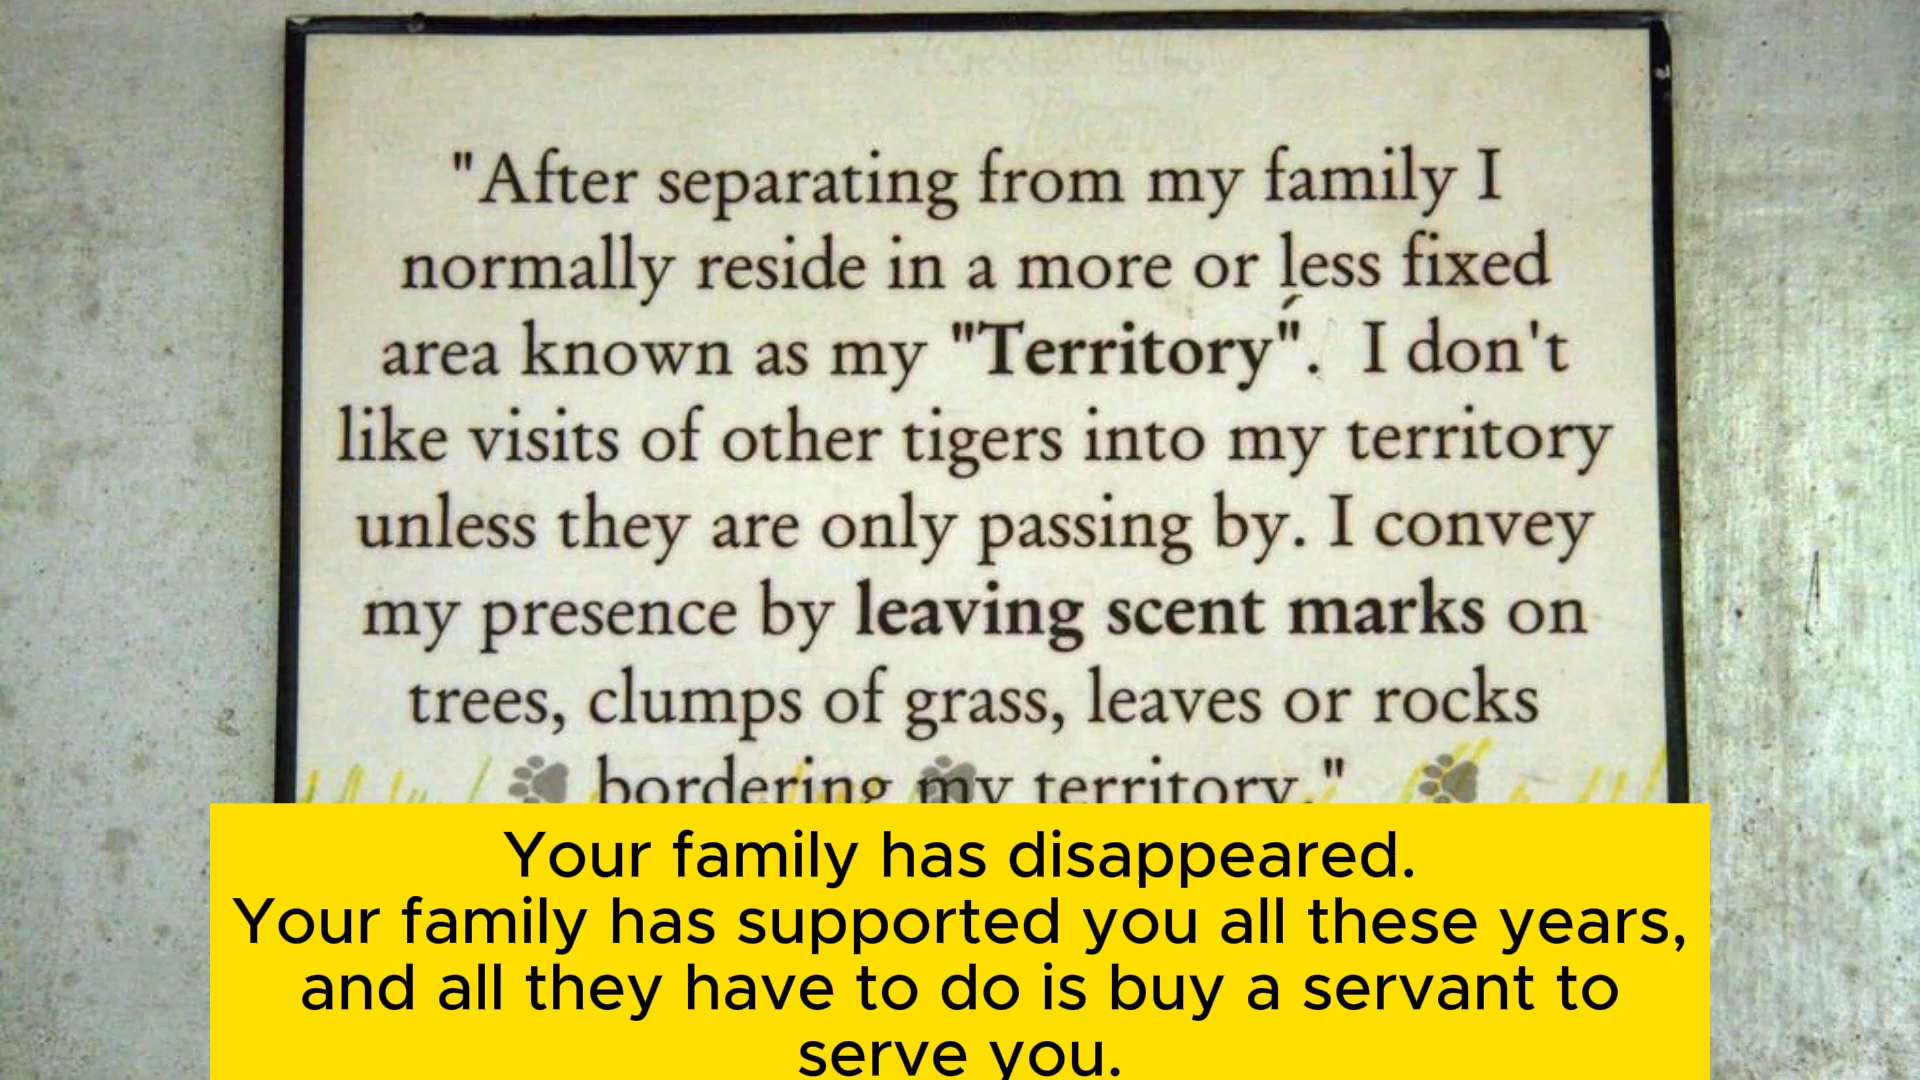 "After separating from my family I
normally reside in a more or less fixed
area known as my "Territory". I don't
like visits of other tigers into my territory
unless they are only passing by. I convey
my presence by leaving scent marks on
trees, clumps of grass, leaves or rocks
bordering my territory."
Your family has disappeared.
Your family has supported you all these years,
and all they have to do is buy a servant to
serve you.